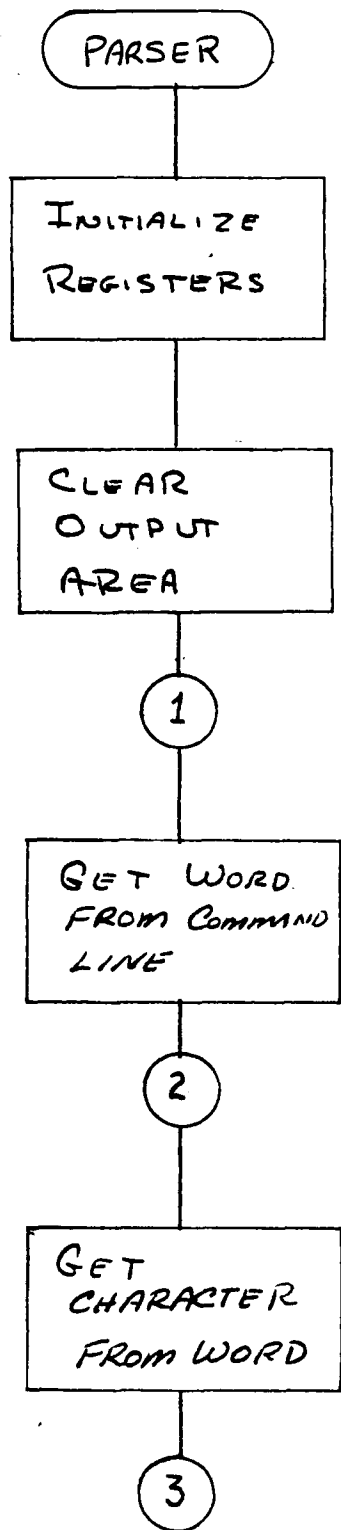 PARSER
INITIALIZE
REGISTERS
CLEAR
OUTPUT
AREA
1
GET WORD
FROM COMMAND
LINE
2
GET
CHARACTER
FROM WORD
3